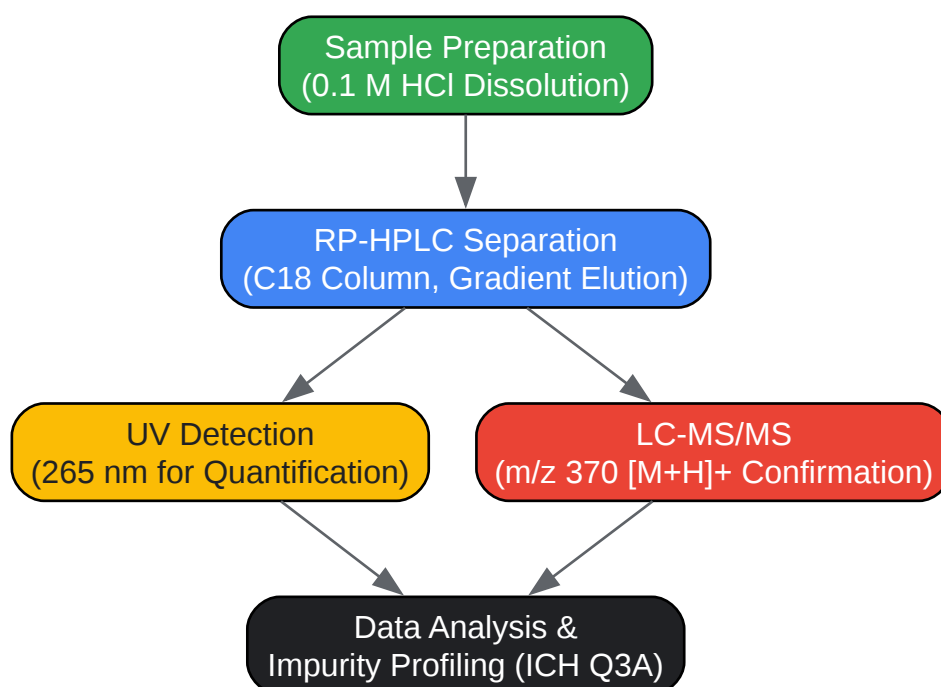 Sample Preparation
(0.1 M HCl Dissolution)
RP-HPLC Separation
(C18 Column, Gradient Elution)
UV Detection
(265 nm for Quantification)
LC-MS/MS
(m/z 370 [M+H]+ Confirmation)
Data Analysis &
Impurity Profiling (ICH Q3A)